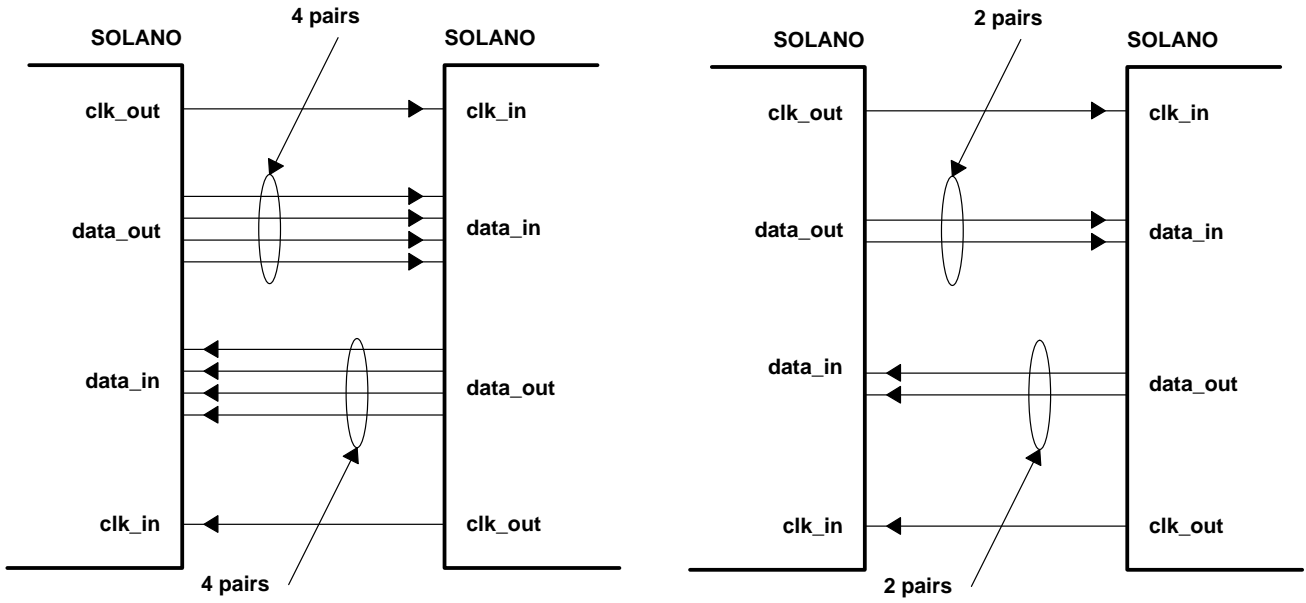 4 pairs
SOLANO
SOLANO
clk_out
clk_in
data_out
data_in
data_in
data_out
clk_in
clk_out
4 pairs
2 pairs
SOLANO
SOLANO
clk_out
clk_in
data_out
data_in
data_in
data_out
clk_in
clk_out
2 pairs